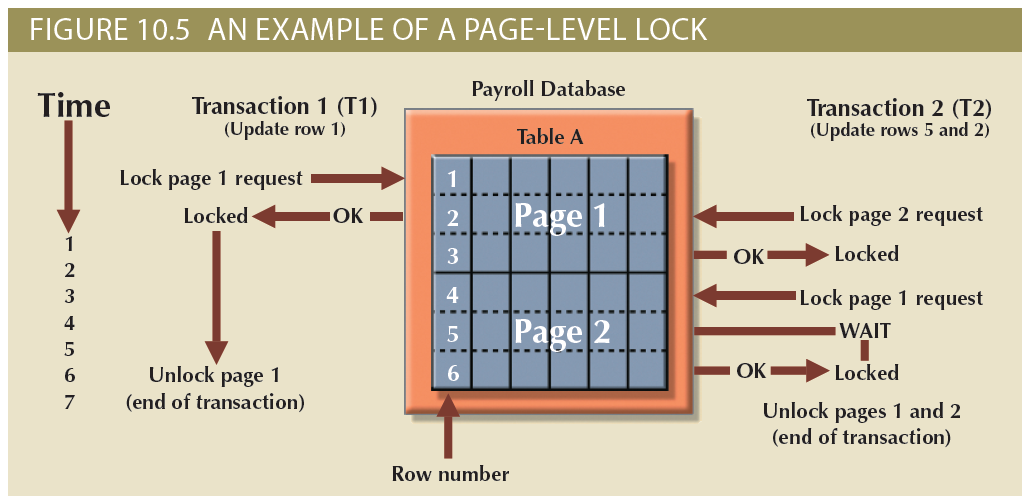 FIGURE 10.5 AN EXAMPLE OF A PAGE-LEVEL LOCK
Time
1
2
3
4
5
6
7
Transaction 1 (T1)
(Update row 1)
Lock page 1 request
Locked
OK
Unlock page 1
(end of transaction)
Payroll Database
Table A
1
2
3
4
5
6
Page 1
Page 2
Row number
Transaction 2 (T2)
(Update rows 5 and 2)
Lock page 2 request
OK
Locked
Lock page 1 request
WAIT
OK
Locked
Unlock pages 1 and 2
(end of transaction)